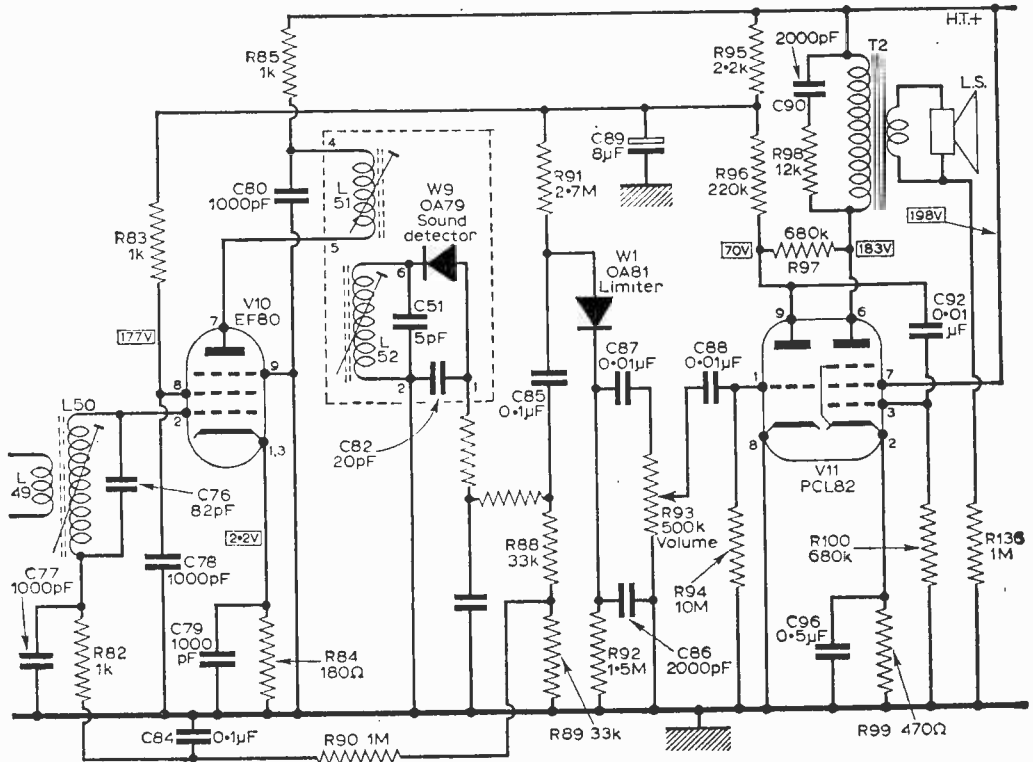 H.T.+
R85
1k
R95
2·2k
2000pF
C90
T2
L.S.
R98
12k
4
L
51
5
C80
1000pF
R83
1k
R91
2·7M
C89
8µF
R96
220k
198V
W9
OA79
Sound
detector
6
C51
5pF
L
52
2
1
C82
20pF
W1
OA81
Limiter
70V
680k
R97
183V
C92
0·01
µF
V10
EF80
7
177V
8
9
2
1,3
L50
L
49
C76
82pF
C85
0·1µF
C87
0·01µF
C88
0·01µF
9
6
1
7
3
8
2
V11
PCL82
2·2V
C77
1000pF
C78
1000pF
R88
33k
R93
500k
Volume
R94
10M
R100
680k
R136
1M
R82
1k
C79
1000
pF
R84
180Ω
R92
1·5M
C86
2000pF
C96
0·5µF
C84
0·1µF
R90 1M
R89 33k
R99 470Ω